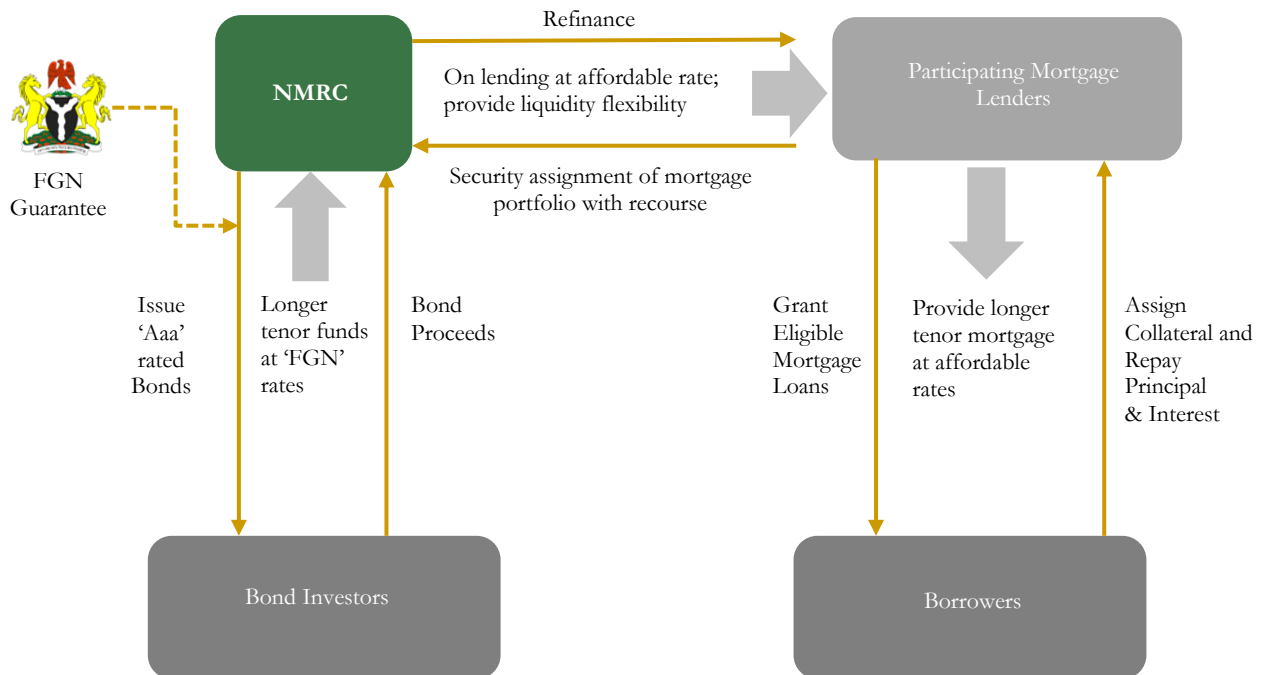 Refinance
NMRC
On lending at affordable rate;
provide liquidity flexibility
Participating Mortgage
Lenders
FGN
Guarantee
Security assignment of mortgage
portfolio with recourse
Issue
‘Aaa’
rated
Bonds
Longer
tenor funds
at ‘FGN’
rates
Bond
Proceeds
Grant
Eligible
Mortgage
Loans
Provide longer
tenor mortgage
at affordable
rates
Assign
Collateral and
Repay
Principal
& Interest
Bond Investors
Borrowers